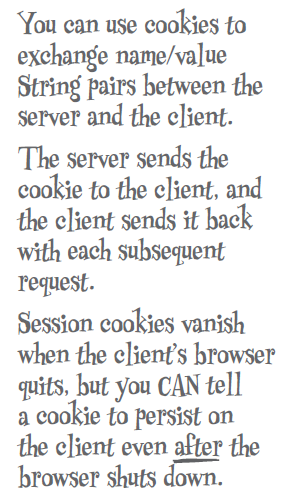 You can use cookies to
exchange name/value
String pairs between the
server and the client.
The server sends the
cookie to the client, and
the client sends it back
with each subsequent
request.
Session cookies vanish
when the client's browser
quits, but you CAN tell
a cookie to persist on
the client even after the
browser shuts down.